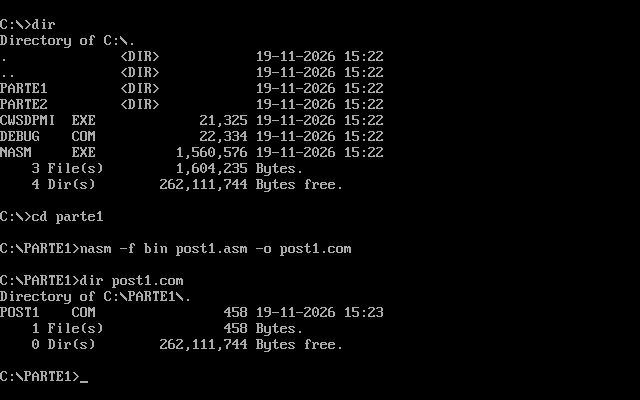 C:\>dir
Directory of C:\.
.              <DIR>            19-11-2026 15:22
..             <DIR>            19-11-2026 15:22
PARTE1         <DIR>            19-11-2026 15:22
PARTE2         <DIR>            19-11-2026 15:22
CWSDPMI  EXE             21,325 19-11-2026 15:22
DEBUG    COM             22,334 19-11-2026 15:22
NASM     EXE          1,560,576 19-11-2026 15:22
    3 File(s)         1,604,235 Bytes.
    4 Dir(s)        262,111,744 Bytes free.
C:\>cd parte1
C:\PARTE1>nasm -f bin post1.asm -o post1.com
C:\PARTE1>dir post1.com
Directory of C:\PARTE1\.
POST1    COM                458 19-11-2026 15:23
    1 File(s)               458 Bytes.
    0 Dir(s)        262,111,744 Bytes free.
C:\PARTE1>_